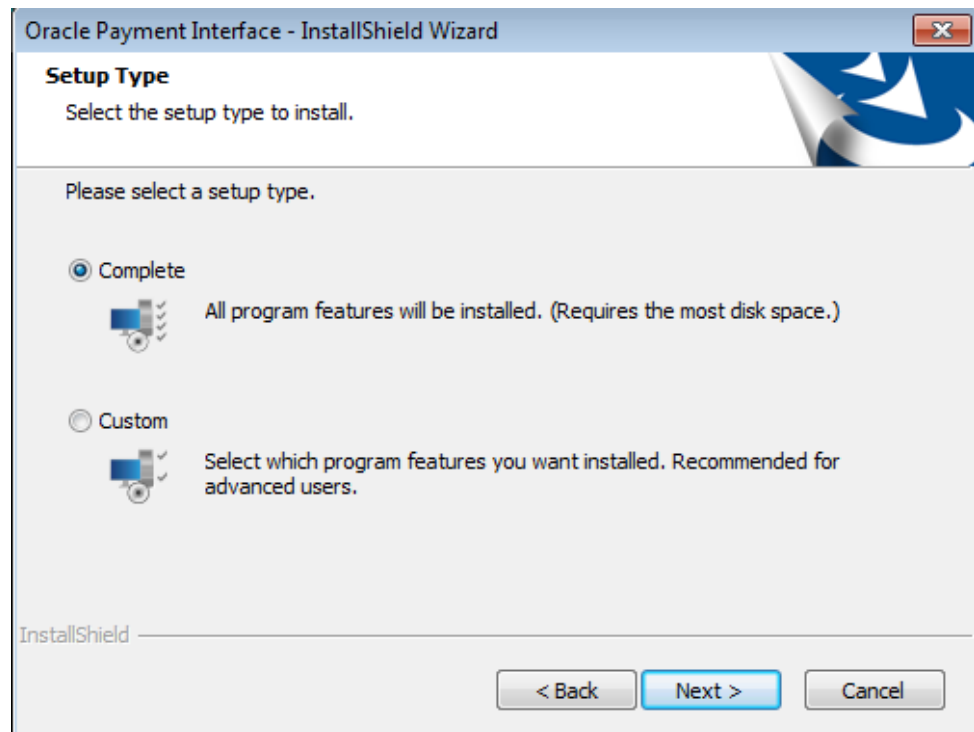 Oracle Payment Interface - InstallShield Wizard
Setup Type
Select the setup type to install.
Please select a setup type.
Complete
All program features will be installed. (Requires the most disk space.)
Custom
Select which program features you want installed. Recommended for
advanced users.
InstallShield
< Back
Next >
Cancel